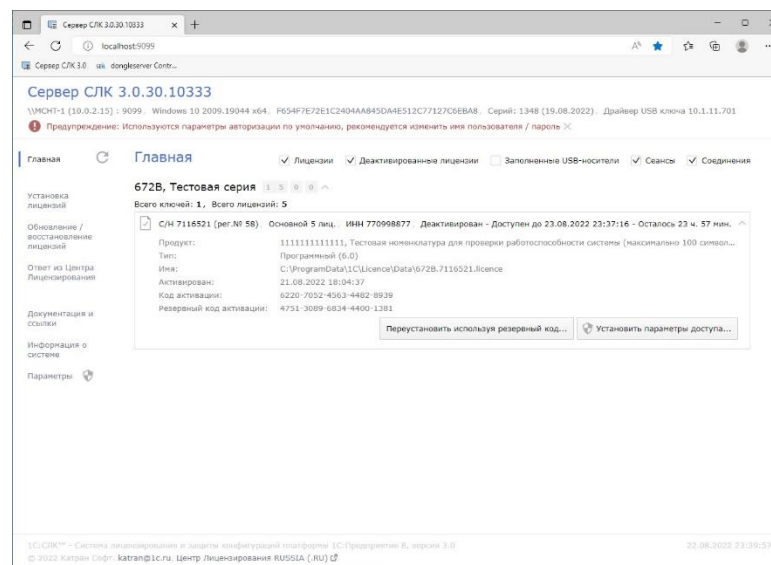 Сервер СЛК 3.0.30.10333
localhost:9099
Сервер СЛК 3.0 dongleserver Contr...
Сервер СЛК 3.0.30.10333
\\МСНТ-1 (10.0.2.15) : 9099. Windows 10 2009.19044 x64. F654F7E72E1C2404AA845DA4E512C77127C6EBA8. Серий: 1348 (19.08.2022). Драйвер USB ключа 10.1.11.701
Предупреждение: Используются параметры авторизации по умолчанию, рекомендуется изменить имя пользователя / пароль
Главная
Установка лицензий
Обновление / восстановление лицензий
Ответ из Центра Лицензирования
Документация и ссылки
Информация о системе
Параметры
Главная
Лицензии Деактивированные лицензии Заполненные USB-носители Сеансы Соединения
672B, Тестовая серия 1 5 0 0
Всего ключей: 1, Всего лицензий: 5
С/Н 7116521 (рег.№ 58). Основной 5 лиц.. ИНН 770998877. Деактивирован - Доступен до 23.08.2022 23:37:16 - Осталось 23 ч. 57 мин.
Продукт: 1111111111111, Тестовая номенклатура для проверки работоспособности системы (максимально 100 символ...
Тип: Программный (6.0)
Имя: C:\ProgramData\1C\Licence\Data\672B.7116521.licence
Активирован: 21.08.2022 18:04:37
Код активации: 6220-7052-4563-4482-8939
Резервный код активации: 4751-3089-6834-4400-1381
Переустановить используя резервный код... Установить параметры доступа...
1С:СЛК™ - Система лицензирования и защиты конфигураций платформы 1С:Предприятие 8, версия 3.0
22.08.2022 23:39:57
© 2022 Катран Софт. katran@1c.ru. Центр Лицензирования RUSSIA (.RU)